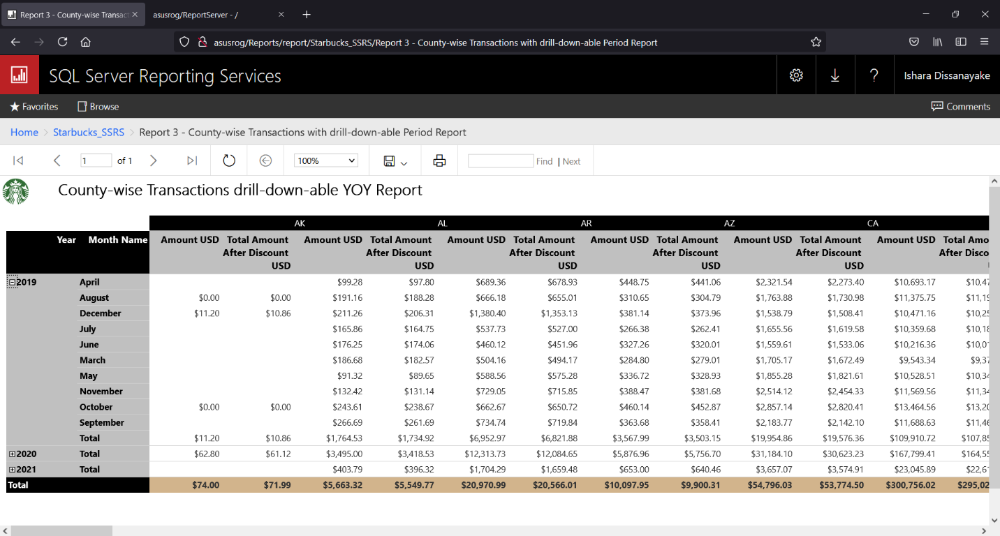 Report 3 - County-wise Transact
asusrog/ReportServer - /
asusrog/Reports/report/Starbucks_SSRS/Report 3 - County-wise Transactions with drill-down-able Period Report
SQL Server Reporting Services
Ishara Dissanayake
Favorites Browse Comments
Home > Starbucks_SSRS > Report 3 - County-wise Transactions with drill-down-able Period Report
1 of 1 100% Find | Next
County-wise Transactions drill-down-able YOY Report
AK AL AR AZ CA
Year Month Name Amount USD Total Amount Amount USD Total Amount Amount USD Total Amount Amount USD Total Amount Amount USD Total Amount Amount USD Total Amo
After Discount After Discount After Discount After Discount After Discount After Disco
USD USD USD USD USD
2019 April $99.28 $97.80 $689.36 $678.93 $448.75 $441.06 $2,321.54 $2,273.40 $10,693.17 $10,47
August $0.00 $0.00 $191.16 $188.28 $666.18 $655.01 $310.65 $304.79 $1,763.88 $1,730.98 $11,375.75 $11,19
December $11.20 $10.86 $211.26 $206.31 $1,380.40 $1,353.13 $381.14 $373.96 $1,538.79 $1,508.41 $10,471.16 $10,25
July $165.86 $164.75 $537.73 $527.00 $266.38 $262.41 $1,655.56 $1,619.58 $10,359.68 $10,18
June $176.25 $174.06 $460.12 $451.96 $327.26 $320.01 $1,559.61 $1,533.06 $10,216.36 $10,0
March $186.68 $182.57 $504.16 $494.17 $284.80 $279.01 $1,705.17 $1,672.49 $9,543.34 $9,37
May $91.32 $89.65 $588.56 $575.28 $336.72 $328.93 $1,855.28 $1,821.61 $10,528.51 $10,34
November $132.42 $131.14 $729.05 $715.85 $388.47 $381.68 $2,514.12 $2,454.33 $11,569.56 $11,34
October $0.00 $0.00 $243.61 $238.67 $662.67 $650.72 $460.14 $452.87 $2,857.14 $2,820.41 $13,464.56 $13,20
September $266.69 $261.69 $734.74 $719.84 $363.68 $358.41 $2,183.77 $2,142.10 $11,688.63 $11,46
Total $11.20 $10.86 $1,764.53 $1,734.92 $6,952.97 $6,821.88 $3,567.99 $3,503.15 $19,954.86 $19,576.36 $109,910.72 $107,85
2020 Total $62.80 $61.12 $3,495.00 $3,418.53 $12,313.73 $12,084.65 $5,876.96 $5,756.70 $31,184.10 $30,623.23 $167,799.41 $164,55
2021 Total $403.79 $396.32 $1,704.29 $1,659.48 $653.00 $640.46 $3,657.07 $3,574.91 $23,045.89 $22,6
Total $74.00 $71.99 $5,663.32 $5,549.77 $20,970.99 $20,566.01 $10,097.95 $9,900.31 $54,796.03 $53,774.50 $300,756.02 $295,02